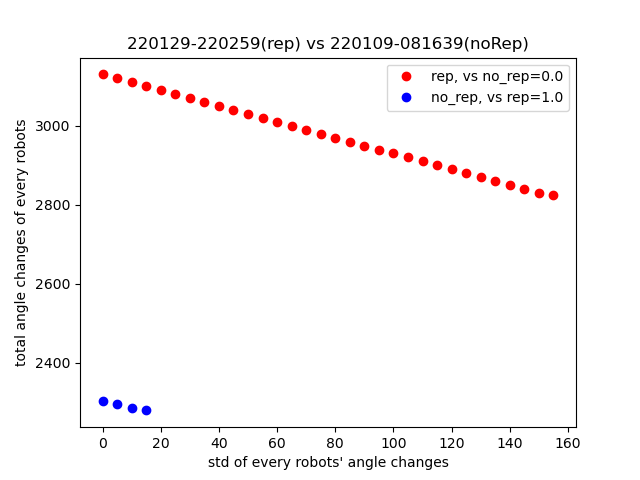 220129-220259(rep) vs 220109-081639(noRep)
rep, vs no_rep=0.0
no_rep, vs rep=1.0
total angle changes of every robots
3000
2800
2600
2400
0 20 40 60 80 100 120 140 160
std of every robots' angle changes